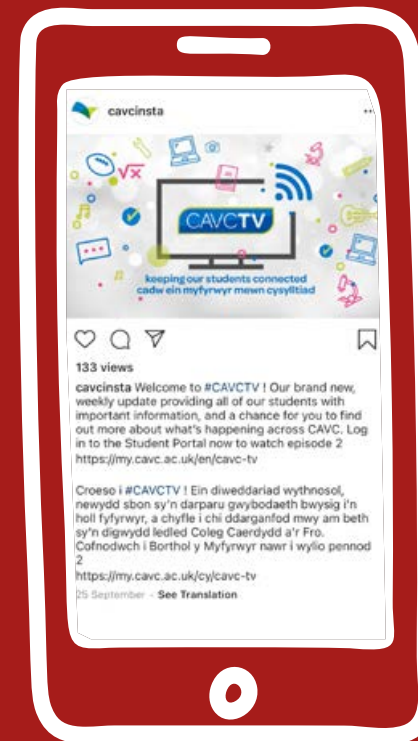 cavcinsta
√x
CAVCTV
keeping our students connected
cadw ein myfyrwyr mewn cysylltiad
133 views
cavcinsta Welcome to #CAVCTV ! Our brand new,
weekly update providing all of our students with
important information, and a chance for you to find
out more about what's happening across CAVC. Log
in to the Student Portal now to watch episode 2
https://my.cavc.ac.uk/en/cavc-tv
Croeso i #CAVCTV ! Ein diweddariad wythnosol,
newydd sbon sy'n darparu gwybodaeth bwysig i'n
holl fyfyrwyr, a chyfle i chi ddarganfod mwy am beth
sy'n digwydd ledled Coleg Caerdydd a'r Fro.
Cofnodwch i Borthol y Myfyrwyr nawr i wylio pennod
2
https://my.cavc.ac.uk/cy/cavc-tv
25 September - See Translation